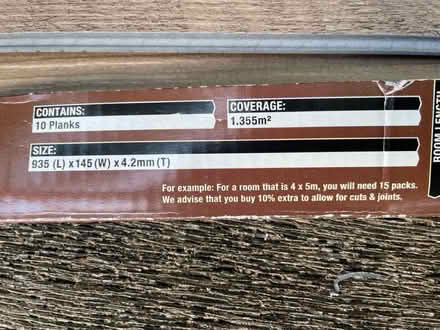 CONTAINS:
10 Planks
COVERAGE:
1.355m²
SIZE:
935 (L) x 145 (W) x 4.2mm (T)
For example: For a room that is 4 x 5m, you will need 15 packs.
We advise that you buy 10% extra to allow for cuts & joints.
ROOM LENGTH